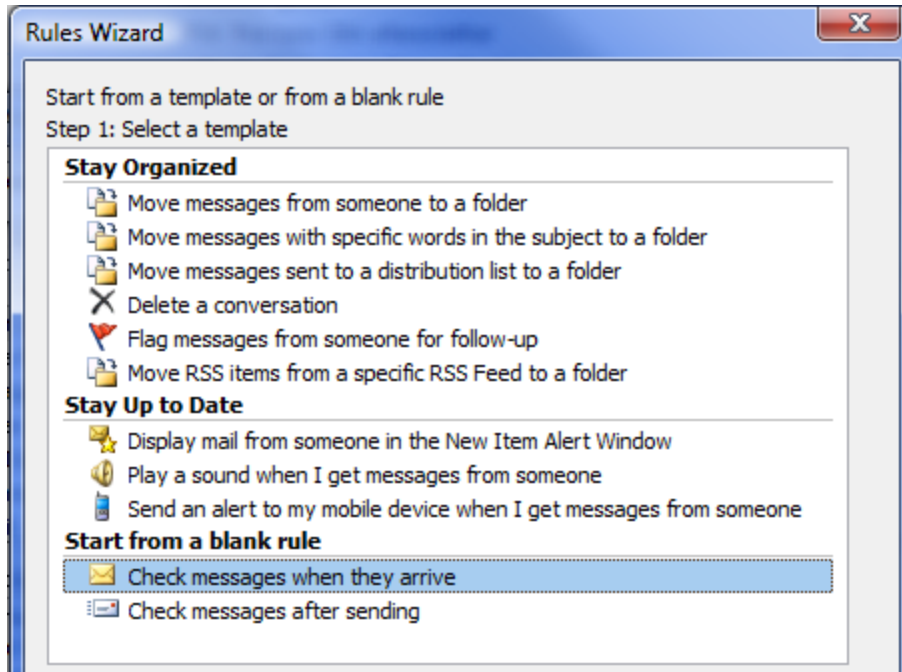 Rules Wizard
Start from a template or from a blank rule
Step 1: Select a template
Stay Organized
Move messages from someone to a folder
Move messages with specific words in the subject to a folder
Move messages sent to a distribution list to a folder
Delete a conversation
Flag messages from someone for follow-up
Move RSS items from a specific RSS Feed to a folder
Stay Up to Date
Display mail from someone in the New Item Alert Window
Play a sound when I get messages from someone
Send an alert to my mobile device when I get messages from someone
Start from a blank rule
Check messages when they arrive
Check messages after sending